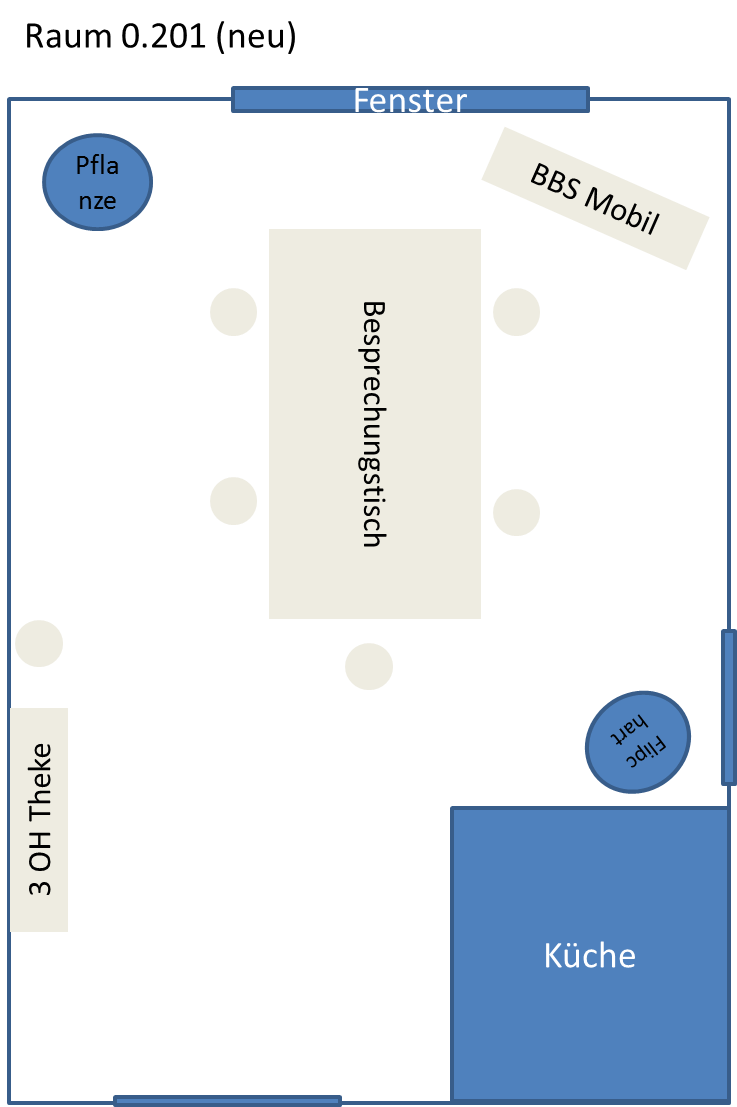 Raum 0.201 (neu)
Fenster
Pfla
nze
BBS Mobil
Besprechungstisch
Flipc
hart
3 OH Theke
Küche